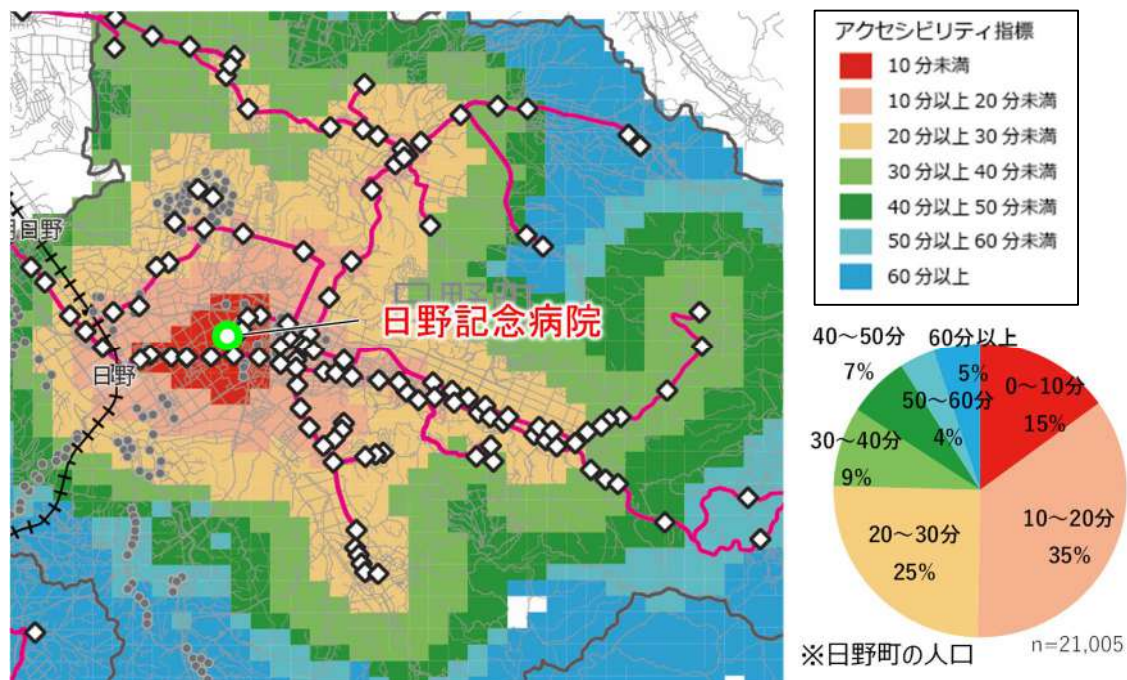 日野
日野
日野町
日野記念病院
アクセシビリティ指標
10分未満
10分以上20分未満
20分以上30分未満
30分以上40分未満
40分以上50分未満
50分以上60分未満
60分以上
40～50分
7%
60分以上
5%
0～10分
15%
50～60分
4%
30～40分
9%
20～30分
25%
10～20分
35%
※日野町の人口
n=21,005